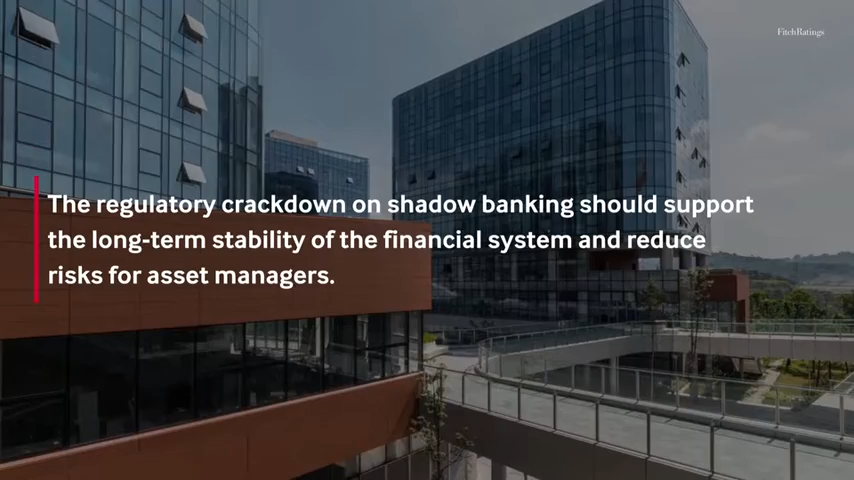 FitchRatings
The regulatory crackdown on shadow banking should support
the long-term stability of the financial system and reduce
risks for asset managers.